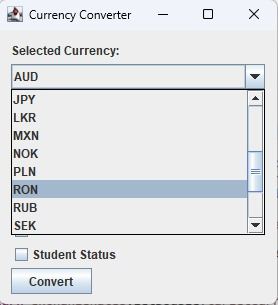 Currency Converter
Selected Currency:
AUD
JPY
LKR
MXN
NOK
PLN
RON
RUB
SEK
Student Status
Convert